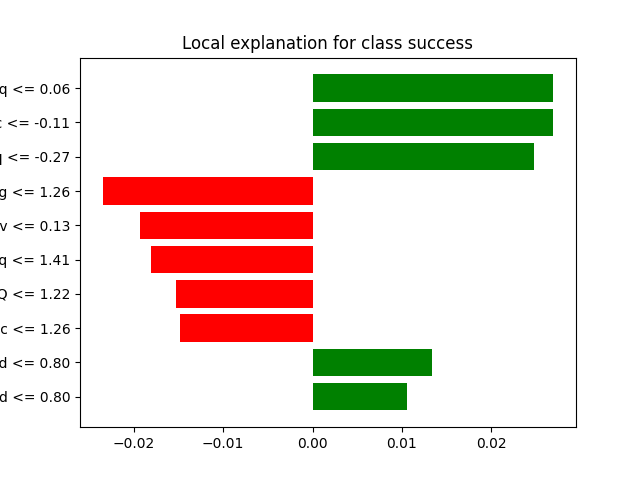 Local explanation for class success
q <= 0.06
<= -0.11
<= -0.27
g <= 1.26
v <= 0.13
q <= 1.41
Q <= 1.22
c <= 1.26
d <= 0.80
d <= 0.80
−0.02 −0.01 0.00 0.01 0.02